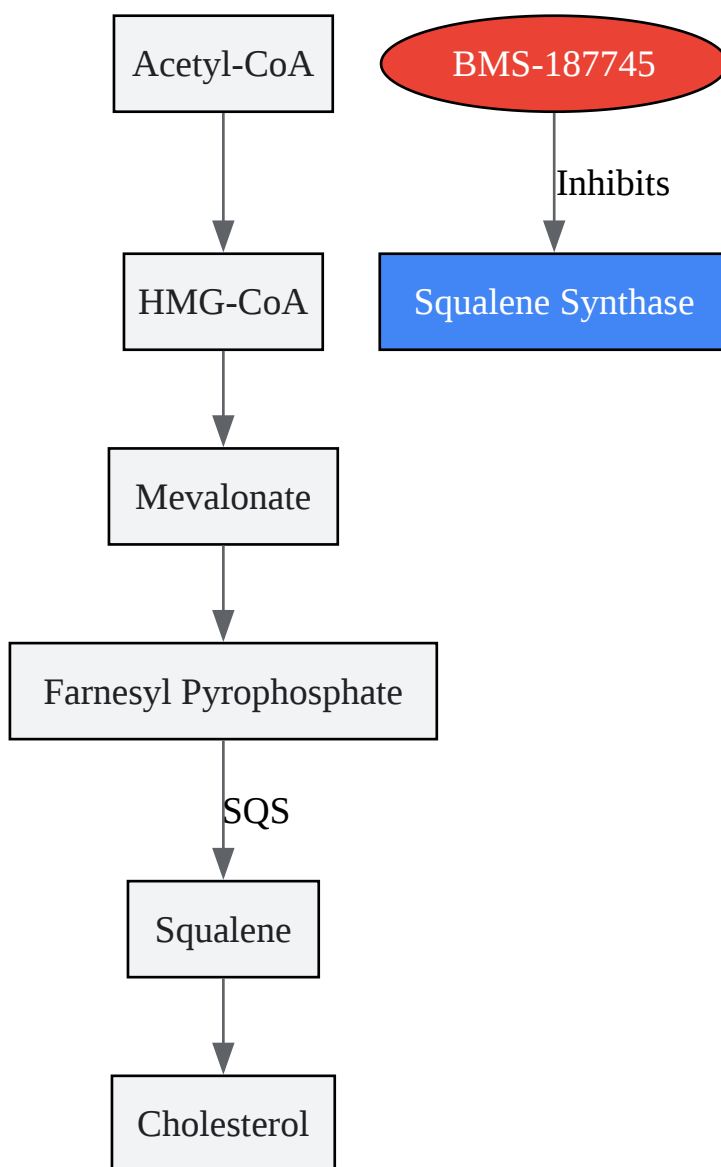 Acetyl-CoA
BMS-187745
Inhibits
HMG-CoA
Squalene Synthase
Mevalonate
Farnesyl Pyrophosphate
SQS
Squalene
Cholesterol